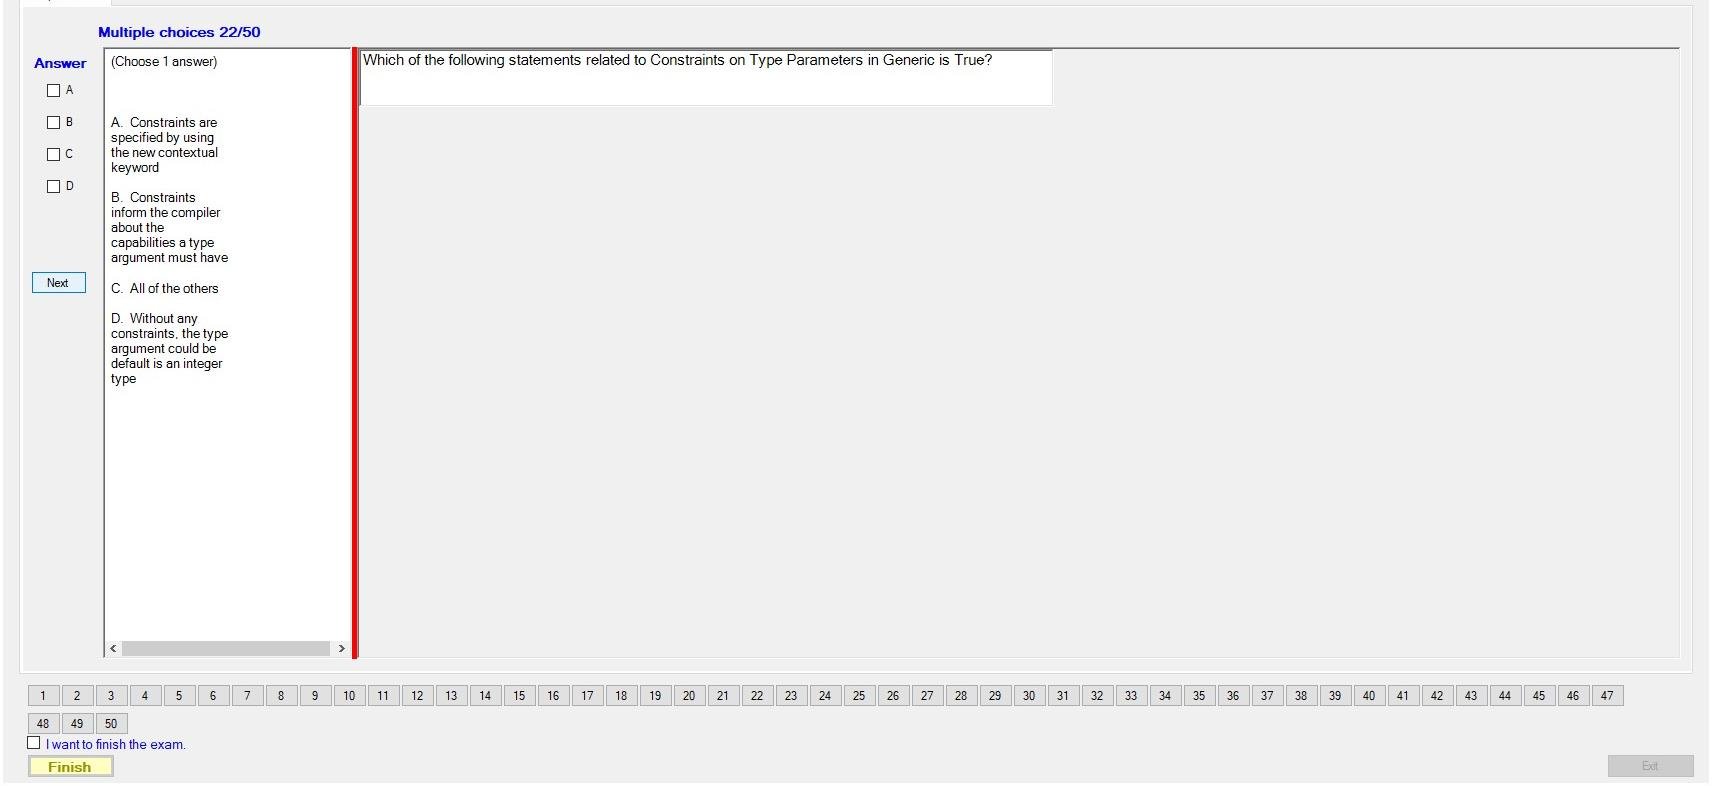 Multiple choices 22/50
Answer
(Choose 1 answer)
Which of the following statements related to Constraints on Type Parameters in Generic is True?
A
B
C
D
A. Constraints are
specified by using
the new contextual
keyword
B. Constraints
inform the compiler
about the
capabilities a type
argument must have
Next
C. All of the others
D. Without any
constraints, the type
argument could be
default is an integer
type
1 2 3 4 5 6 7 8 9 10 11 12 13 14 15 16 17 18 19 20 21 22 23 24 25 26 27 28 29 30 31 32 33 34 35 36 37 38 39 40 41 42 43 44 45 46 47
48 49 50
I want to finish the exam.
Finish
Exit